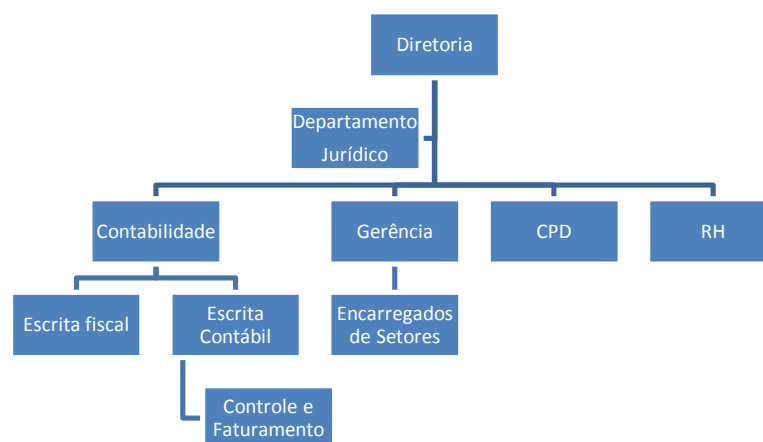 Diretoria
Departamento
Jurídico
Contabilidade
Gerência
CPD
RH
Escrita fiscal
Escrita
Contábil
Encarregados
de Setores
Controle e
Faturamento